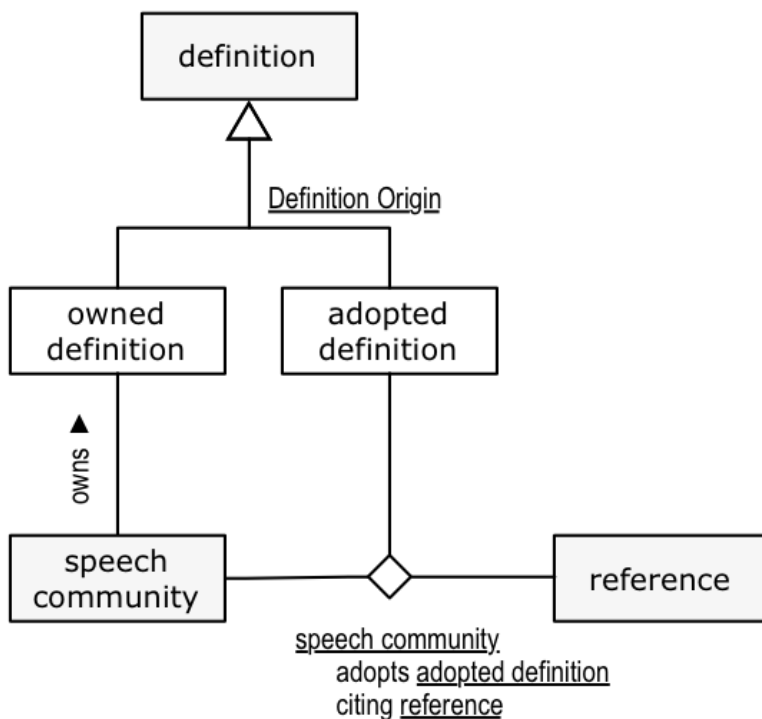 definition
Definition Origin
owned
definition
adopted
definition
owns ▶
speech
community
reference
speech community
adopts adopted definition
citing reference